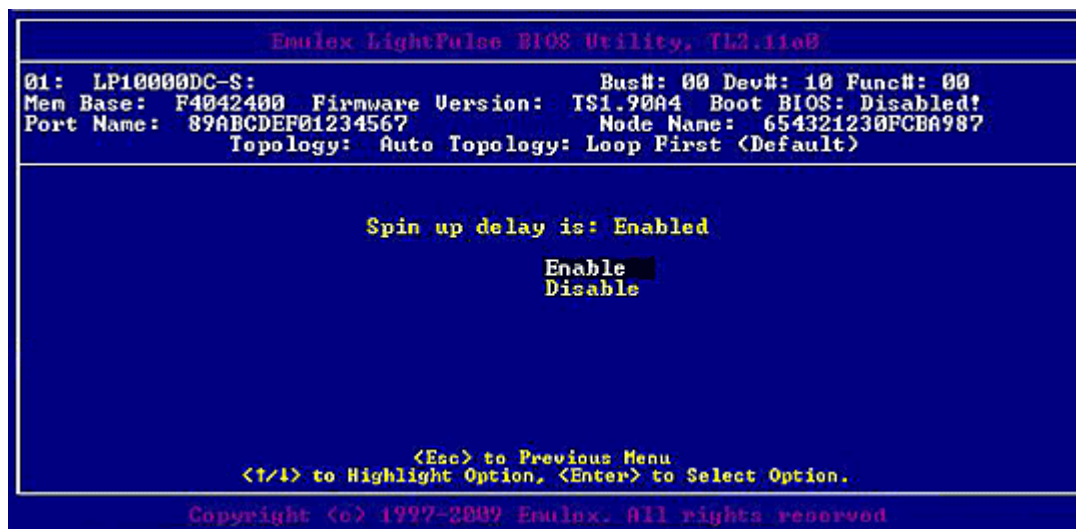 Emulex LightPulse BIOS Utility, TL2.11a0
01: LP10000DC-S: Bus#: 00 Dev#: 10 Func#: 00
Mem Base: F4042400 Firmware Version: TS1.90A4 Boot BIOS: Disabled!
Port Name: 89ABCDEF01234567 Node Name: 654321230FCBA987
Topology: Auto Topology: Loop First <Default>
Spin up delay is: Enabled
Enable
Disable
<Esc> to Previous Menu
<↑/↓> to Highlight Option, <Enter> to Select Option.
Copyright <c> 1997-2009 Emulex. All rights reserved